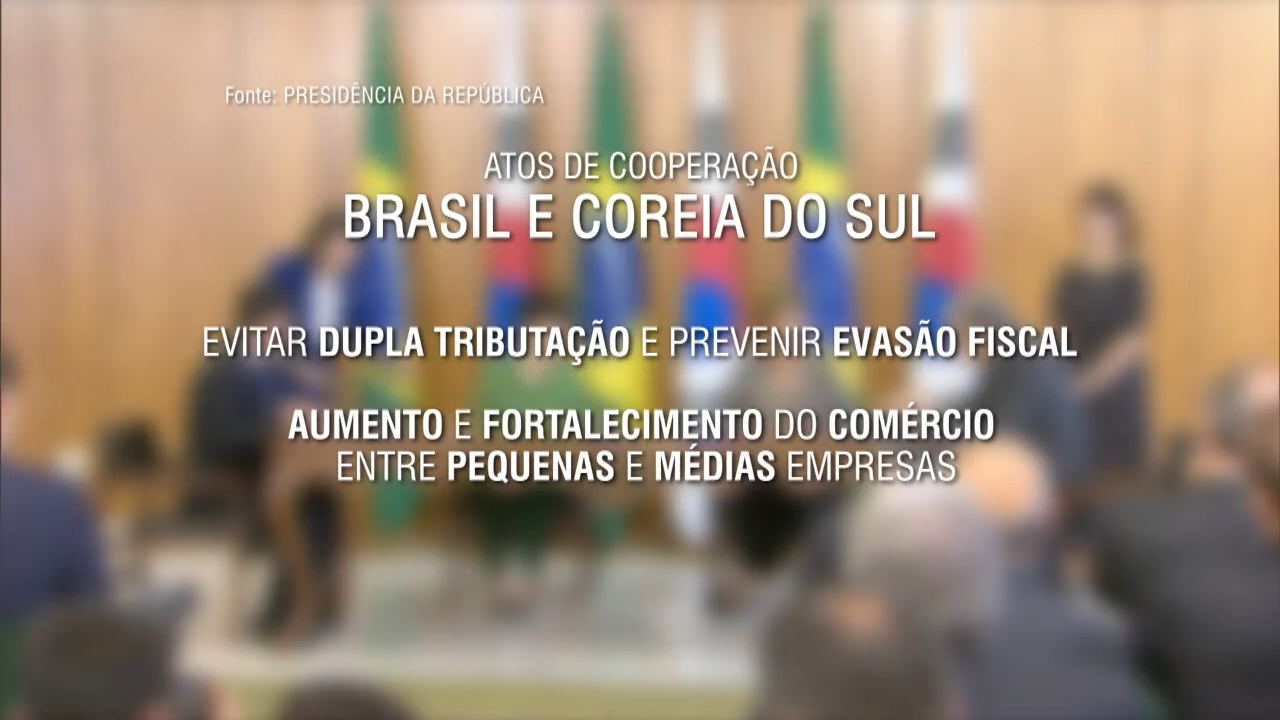 Fonte: PRESIDÊNCIA DA REPÚBLICA
ATOS DE COOPERAÇÃO
BRASIL E COREIA DO SUL
EVITAR DUPLA TRIBUTAÇÃO E PREVENIR EVASÃO FISCAL
AUMENTO E FORTALECIMENTO DO COMÉRCIO
ENTRE PEQUENAS E MÉDIAS EMPRESAS